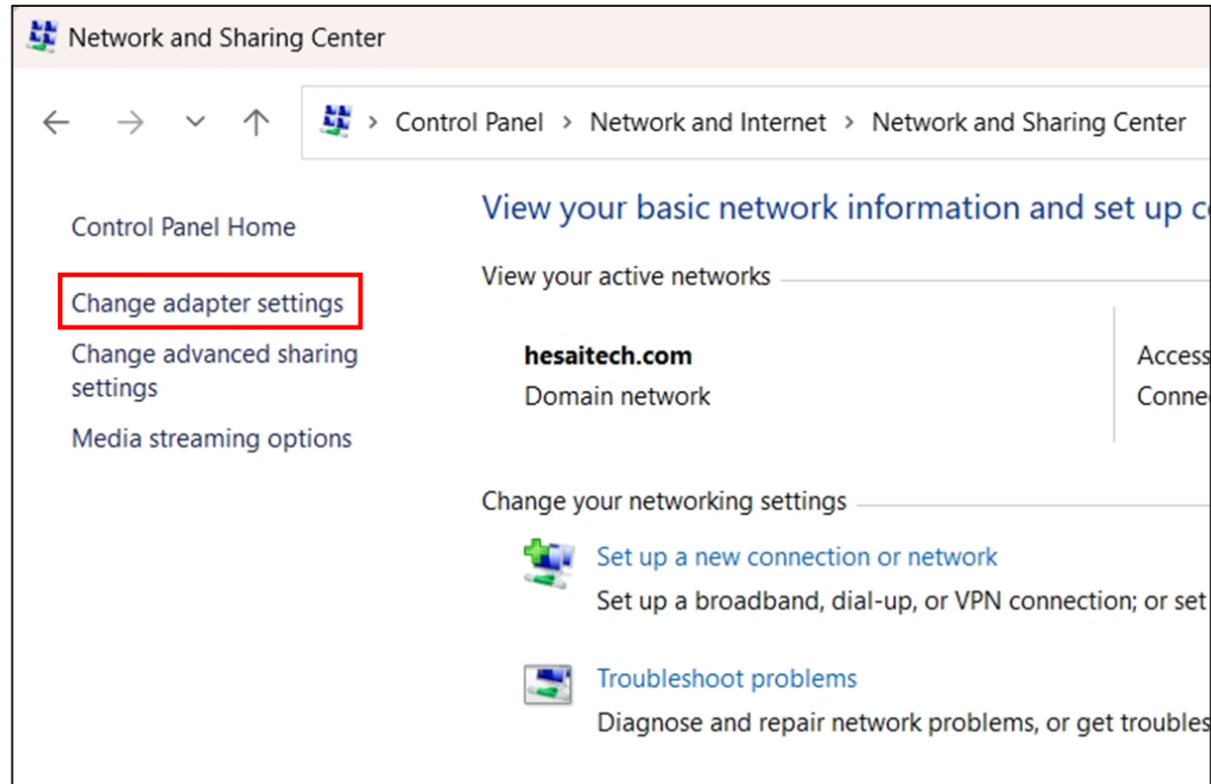 Network and Sharing Center
Control Panel > Network and Internet > Network and Sharing Center
Control Panel Home
Change adapter settings
Change advanced sharing
settings
Media streaming options
View your basic network information and set up
View your active networks
hesaitech.com
Domain network
Access
Change your networking settings
Set up a new connection or network
Set up a broadband, dial-up, or VPN connection; or set
Troubleshoot problems
Diagnose and repair network problems, or get